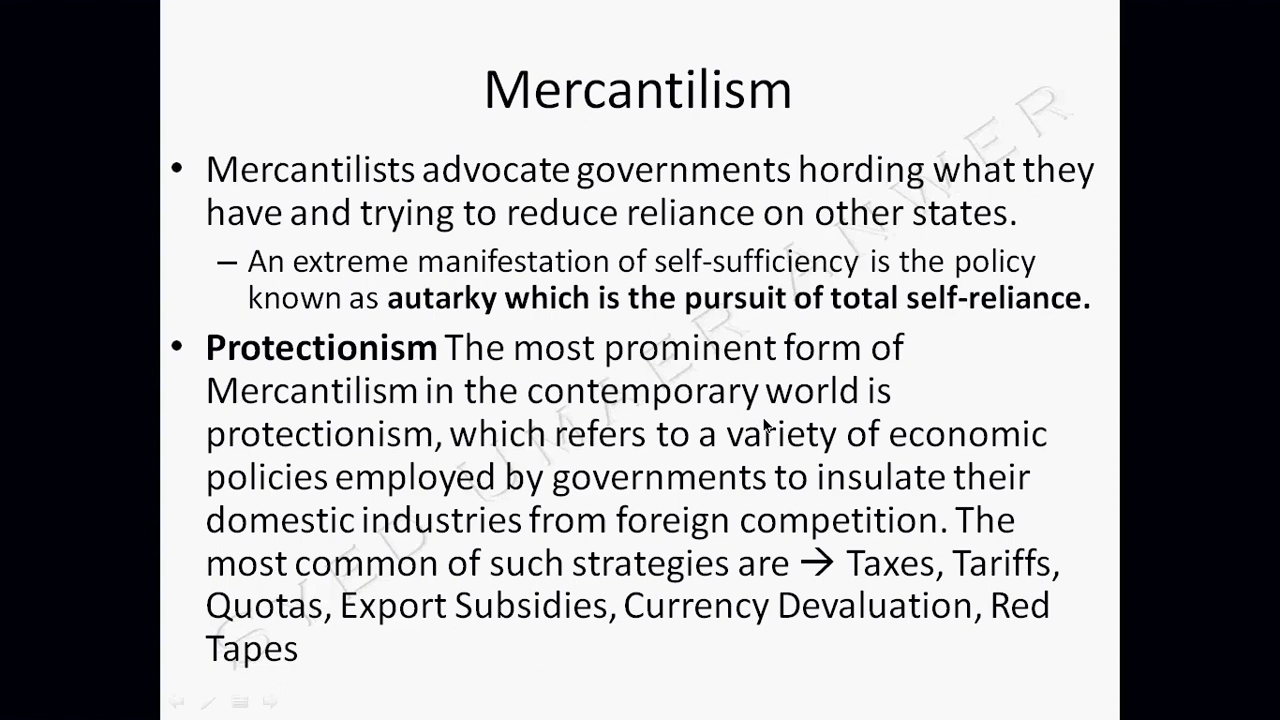 Mercantilism
• Mercantilists advocate governments hording what they
have and trying to reduce reliance on other states.
– An extreme manifestation of self-sufficiency is the policy
known as autarky which is the pursuit of total self-reliance.
• Protectionism The most prominent form of
Mercantilism in the contemporary world is
protectionism, which refers to a variety of economic
policies employed by governments to insulate their
domestic industries from foreign competition. The
most common of such strategies are → Taxes, Tariffs,
Quotas, Export Subsidies, Currency Devaluation, Red
Tapes
SYED UMAER ANWER